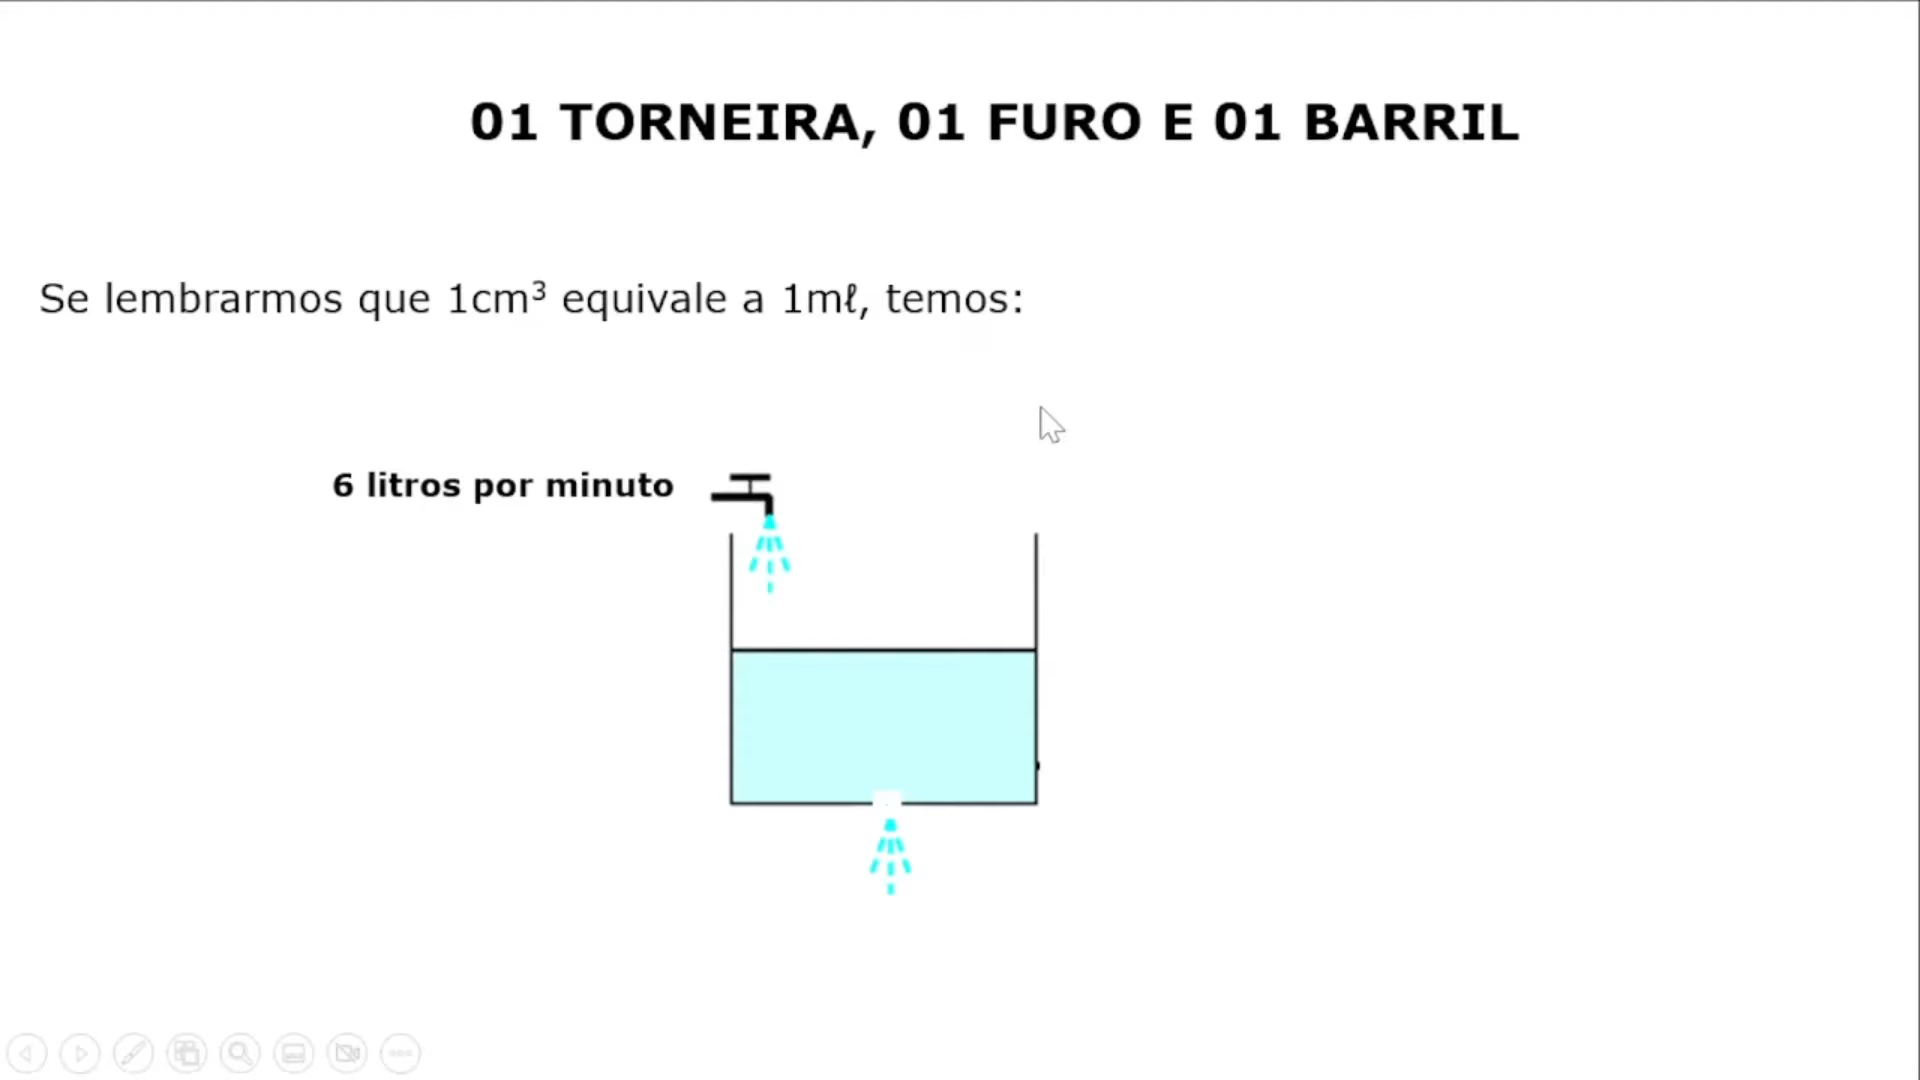 01 TORNEIRA, 01 FURO E 01 BARRIL
Se lembrarmos que 1cm³ equivale a 1mℓ, temos:
6 litros por minuto